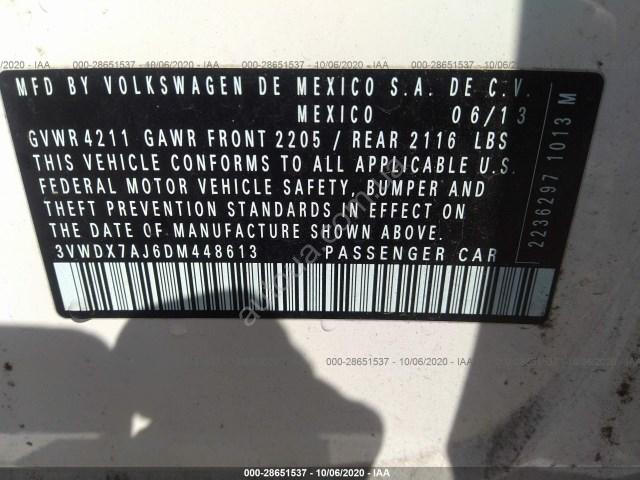 000-28651537 - 10/06/2020 - IAA
MFD BY VOLKSWAGEN DE MEXICO S.A. DE C.V.
MEXICO 06/13
GVWR 4211 GAWR FRONT 2205 / REAR 2116 LBS
THIS VEHICLE CONFORMS TO ALL APPLICABLE U.S.
FEDERAL MOTOR VEHICLE SAFETY, BUMPER AND
THEFT PREVENTION STANDARDS IN EFFECT ON
THE DATE OF MANUFACTURE SHOWN ABOVE.
3VWDX7AJ6DM448613 PASSENGER CAR
2236297 1013 M
000-28651537 - 10/06/2020 - IAA
000-28651537 - 10/06/2020 - IAA